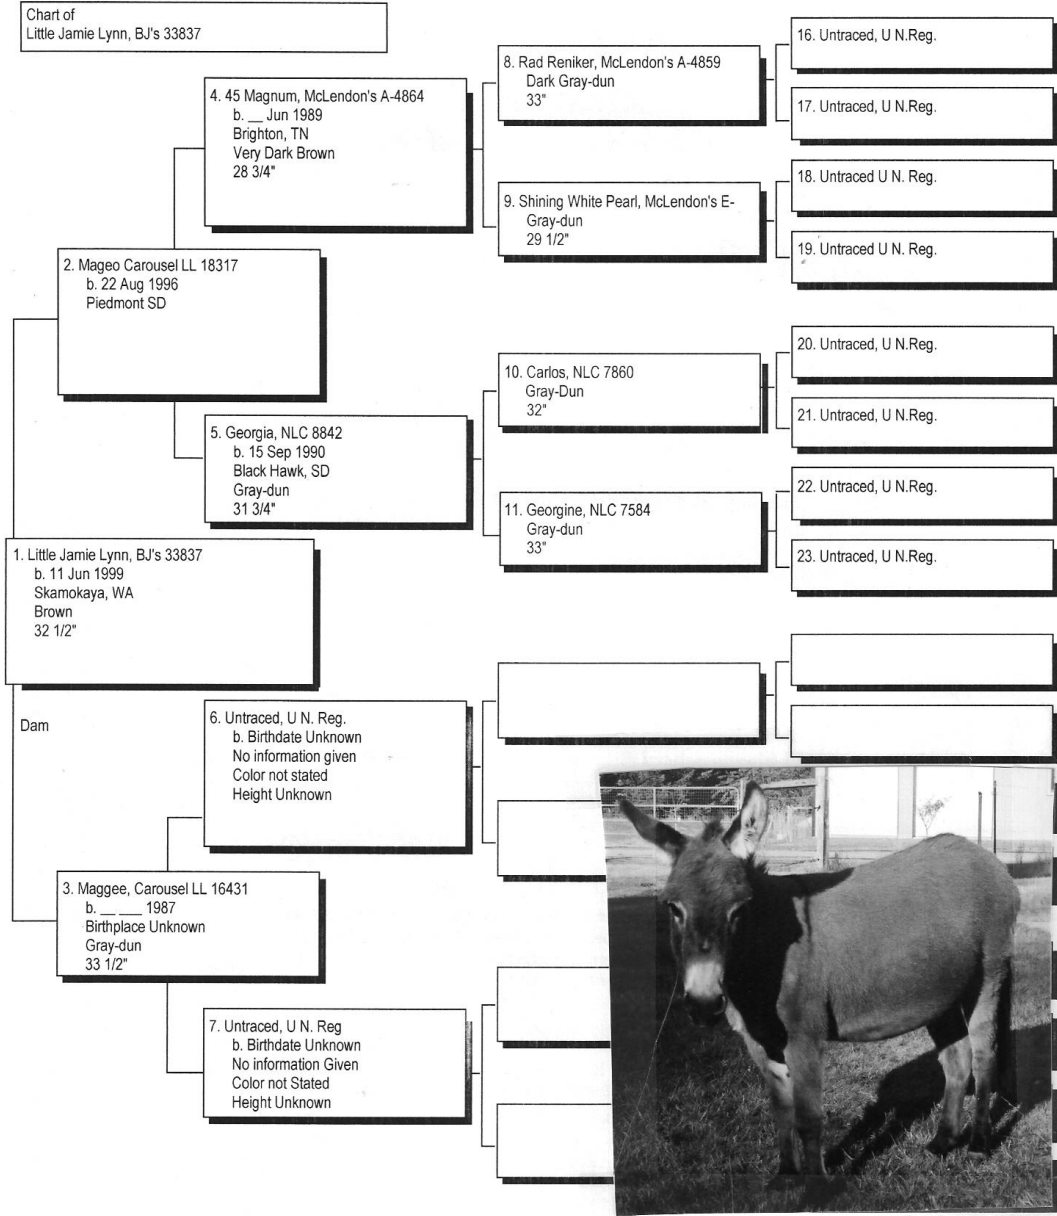 Chart of
Little Jamie Lynn, BJ's 33837
1. Little Jamie Lynn, BJ's 33837
b. 11 Jun 1999
Skamokaya, WA
Brown
32 1/2"
2. Mageo Carousel LL 18317
b. 22 Aug 1996
Piedmont SD
4. 45 Magnum, McLendon's A-4864
b. __ Jun 1989
Brighton, TN
Very Dark Brown
28 3/4"
8. Rad Reniker, McLendon's A-4859
Dark Gray-dun
33"
16. Untraced, U N.Reg.
17. Untraced, U N.Reg.
9. Shining White Pearl, McLendon's E-
Gray-dun
29 1/2"
18. Untraced U N. Reg.
19. Untraced U N. Reg.
5. Georgia, NLC 8842
b. 15 Sep 1990
Black Hawk, SD
Gray-dun
31 3/4"
10. Carlos, NLC 7860
Gray-Dun
32"
20. Untraced, U N.Reg.
21. Untraced, U N.Reg.
11. Georgine, NLC 7584
Gray-dun
33"
22. Untraced, U N.Reg.
23. Untraced, U N.Reg.
Dam
3. Maggee, Carousel LL 16431
b. __ ___ 1987
Birthplace Unknown
Gray-dun
33 1/2"
6. Untraced, U N. Reg.
b. Birthdate Unknown
No information given
Color not stated
Height Unknown
7. Untraced, U N. Reg
b. Birthdate Unknown
No information Given
Color not Stated
Height Unknown